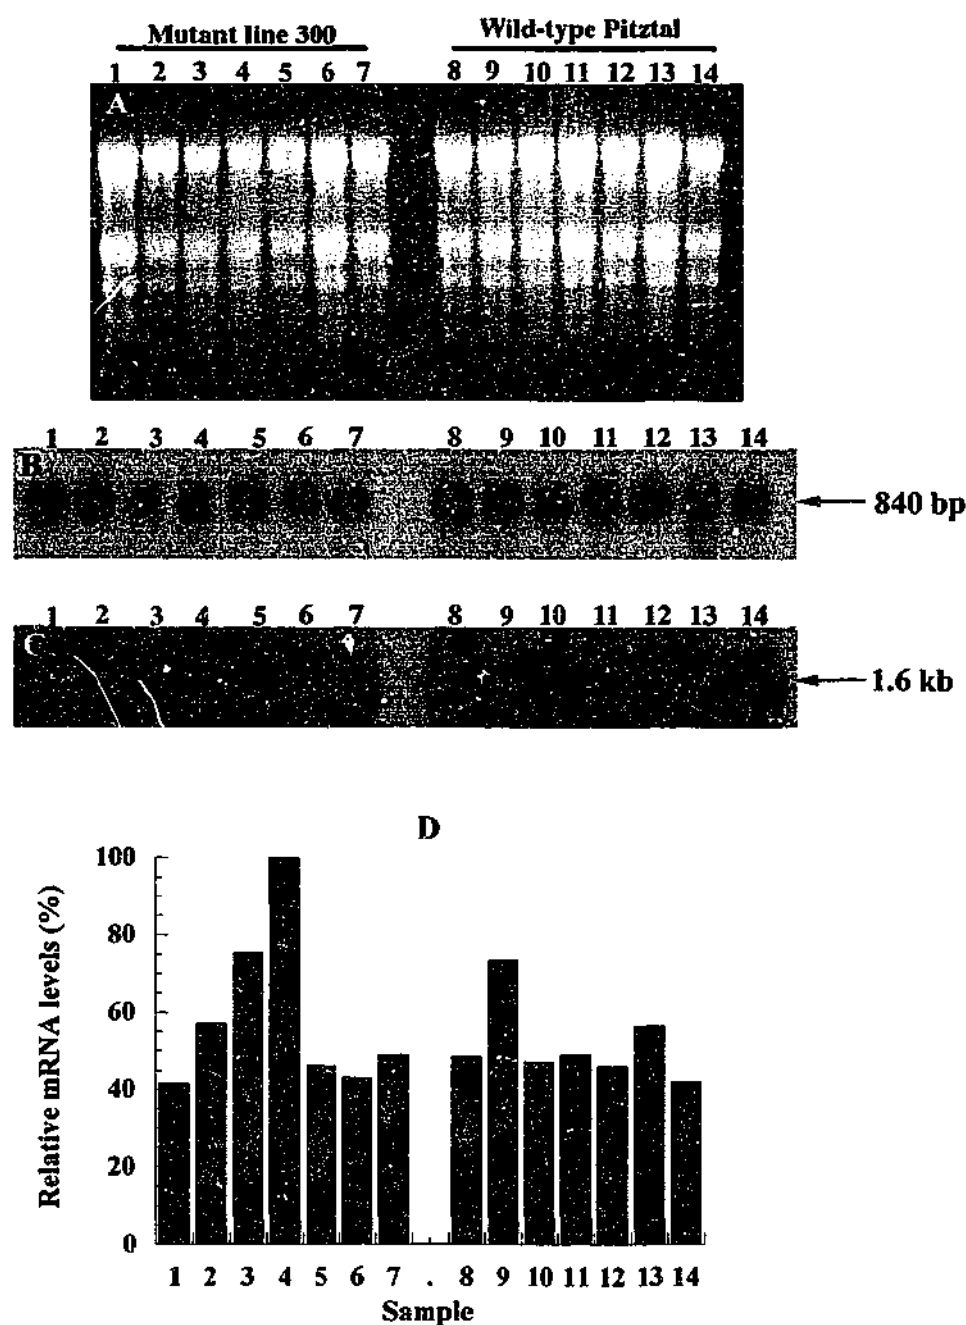 Mutant line 300 Wild-type Pitztal
1 2 3 4 5 6 7 8 9 10 11 12 13 14
A
1 2 3 4 5 6 7 8 9 10 11 12 13 14
B
840 bp
1 2 3 4 5 6 7 8 9 10 11 12 13 14
C
1.6 kb
D
Relative mRNA levels (%)
100
80
60
40
20
0
1 2 3 4 5 6 7 . 8 9 10 11 12 13 14
Sample